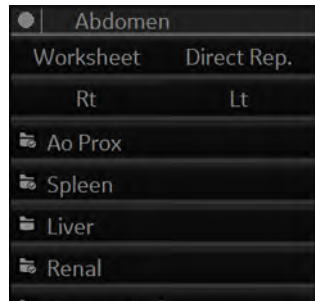 Abdomen
Worksheet Direct Rep.
Rt Lt
Ao Prox
Spleen
Liver
Renal